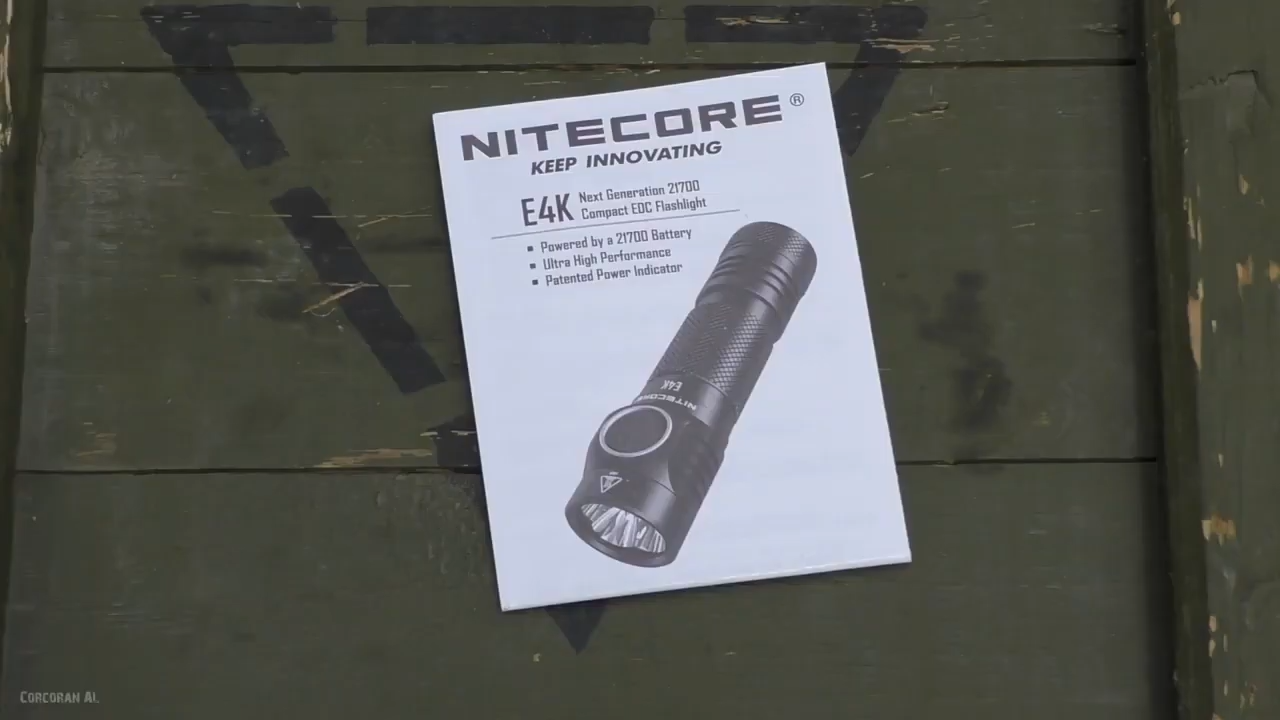 NITECORE®
KEEP INNOVATING
E4K
Next Generation 21700
Compact EDC Flashlight
▪ Powered by a 21700 Battery
▪ Ultra High Performance
▪ Patented Power Indicator
NITECORE
E4K
CORCORAN AL